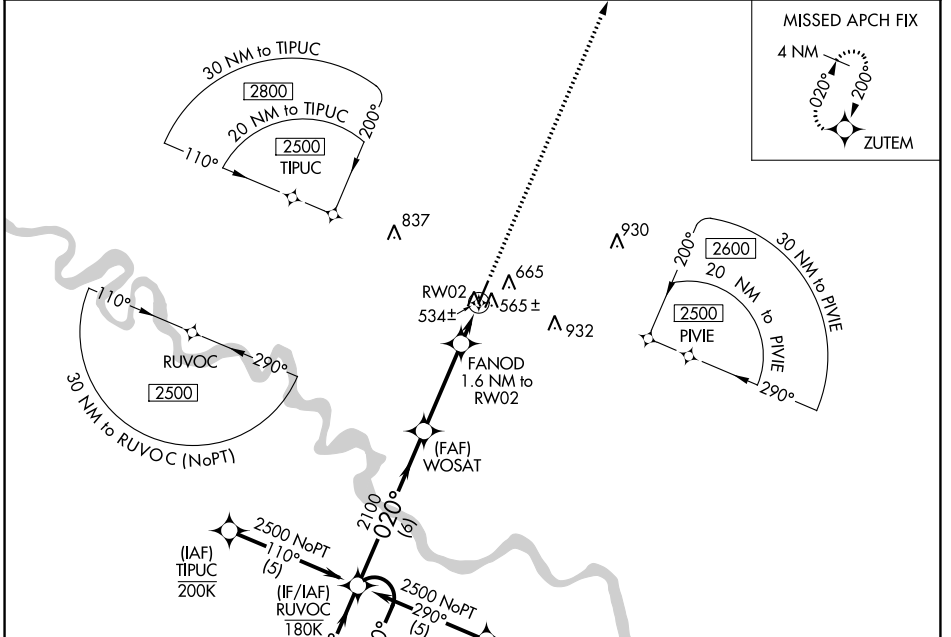 MISSED APCH FIX
4 NM
020°
200°
ZUTEM
30 NM to TIPUC
2800
20 NM to TIPUC
2500
TIPUC
110°
200°
837
930
200°
2600
30 NM to PIVIE
20 NM to PIVIE
2500
PIVIE
290°
665
RW02
534±
565±
932
110°
RUVOC
290°
2500
30 NM to RUVOC (NoPT)
FANOD
1.6 NM to
RW02
(FAF)
WOSAT
2100
020°
(6)
2500 NoPT
110°
(5)
(IAF)
TIPUC
200K
(IF/IAF)
RUVOC
180K
2500 NoPT
290°
(5)